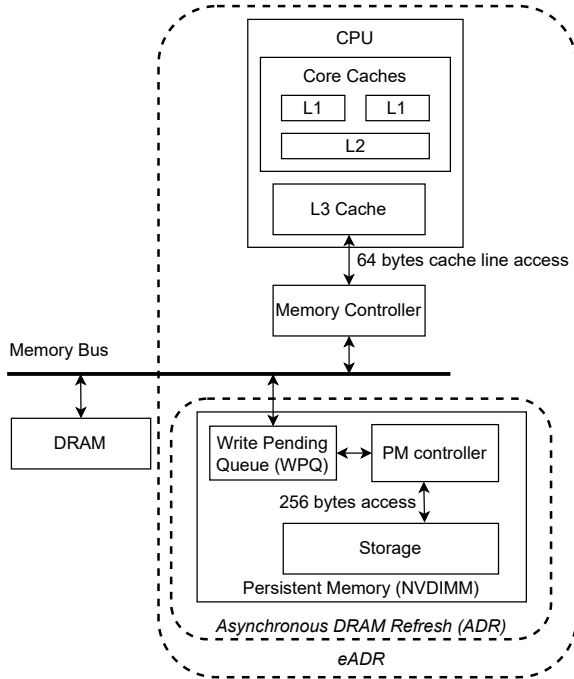 CPU
Core Caches
L1
L1
L2
L3 Cache
64 bytes cache line access
Memory Controller
Memory Bus
DRAM
Write Pending
Queue (WPQ)
PM controller
256 bytes access
Storage
Persistent Memory (NVDIMM)
Asynchronous DRAM Refresh (ADR)
eADR